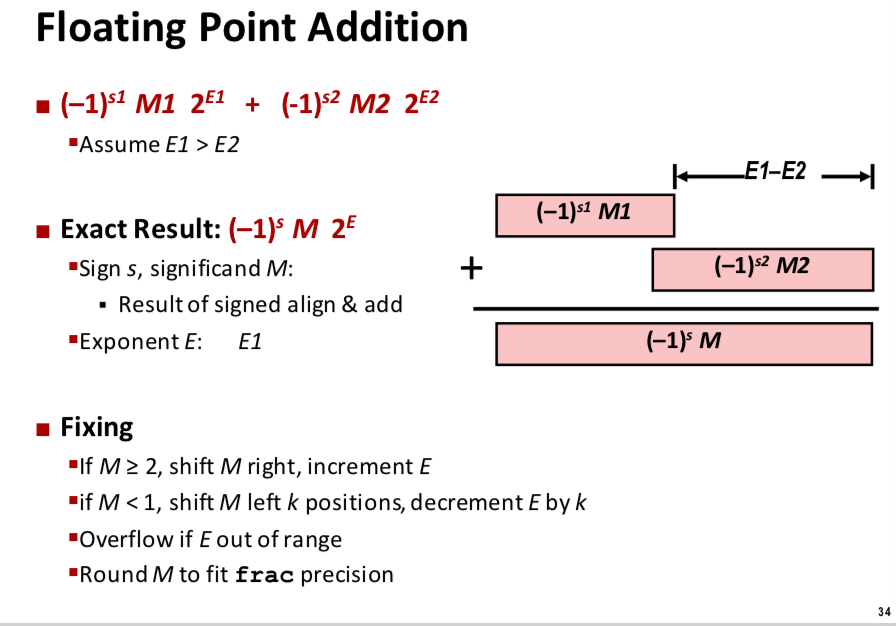 Floating Point Addition
■ (–1)^s1 M1 2^E1 + (-1)^s2 M2 2^E2
▪Assume E1 > E2
E1–E2
(–1)^s1 M1
+
(–1)^s2 M2
(–1)^s M
■ Exact Result: (–1)^s M 2^E
▪Sign s, significand M:
▪ Result of signed align & add
▪Exponent E: E1
■ Fixing
▪If M ≥ 2, shift M right, increment E
▪if M < 1, shift M left k positions, decrement E by k
▪Overflow if E out of range
▪Round M to fit frac precision
34